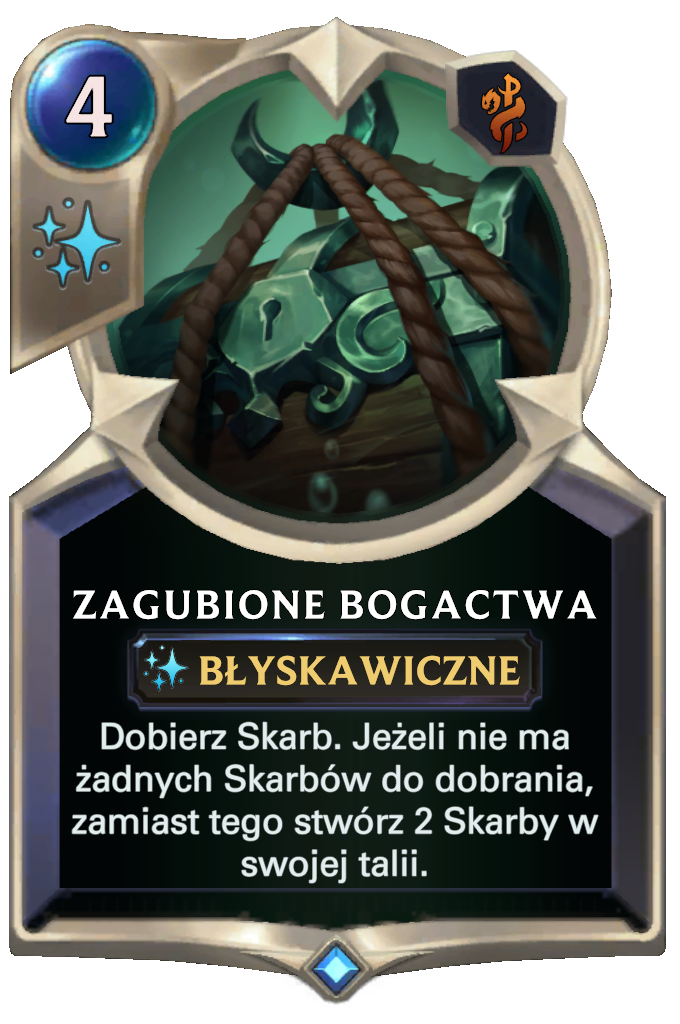 4
ZAGUBIONE BOGACTWA
BŁYSKAWICZNE
Dobierz Skarb. Jeżeli nie ma
żadnych Skarbów do dobrania,
zamiast tego stwórz 2 Skarby w
swojej talii.